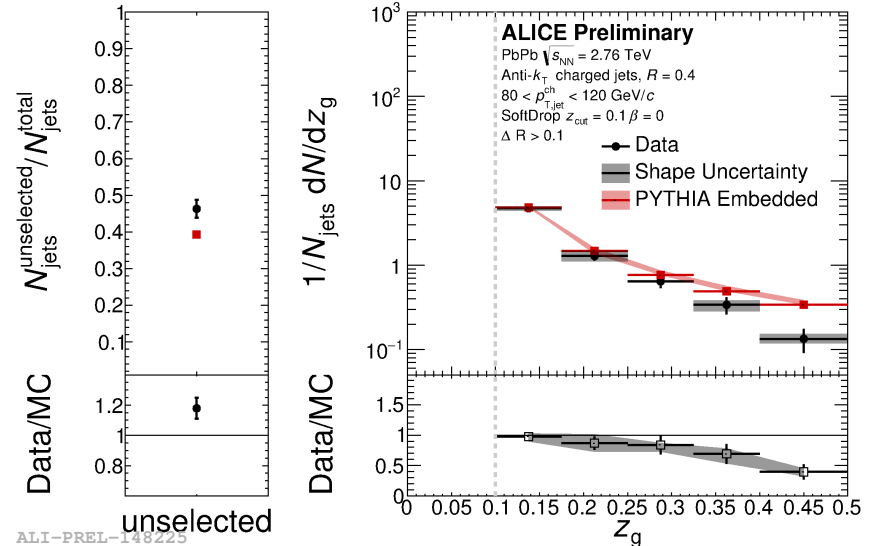 N_jets^unselected/N_jets^total
1
0.9
0.8
0.7
0.6
0.5
0.4
0.3
0.2
0.1
Data/MC
1.2
1
0.8
unselected
1/N_jets dN/dz_g
10³
10²
10
1
10⁻¹
ALICE Preliminary
PbPb √s_NN = 2.76 TeV
Anti-k_T charged jets, R = 0.4
80 < p_T,jet^ch < 120 GeV/c
SoftDrop z_cut = 0.1 β = 0
Δ R > 0.1
Data
Shape Uncertainty
PYTHIA Embedded
Data/MC
1.5
1
0.5
0
0 0.05 0.1 0.15 0.2 0.25 0.3 0.35 0.4 0.45 0.5
z_g
ALI-PREL-148225